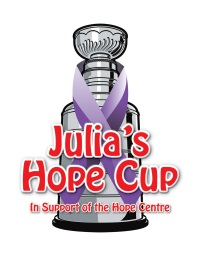 Julia's
Hope Cup
In Support of the Hope Centre